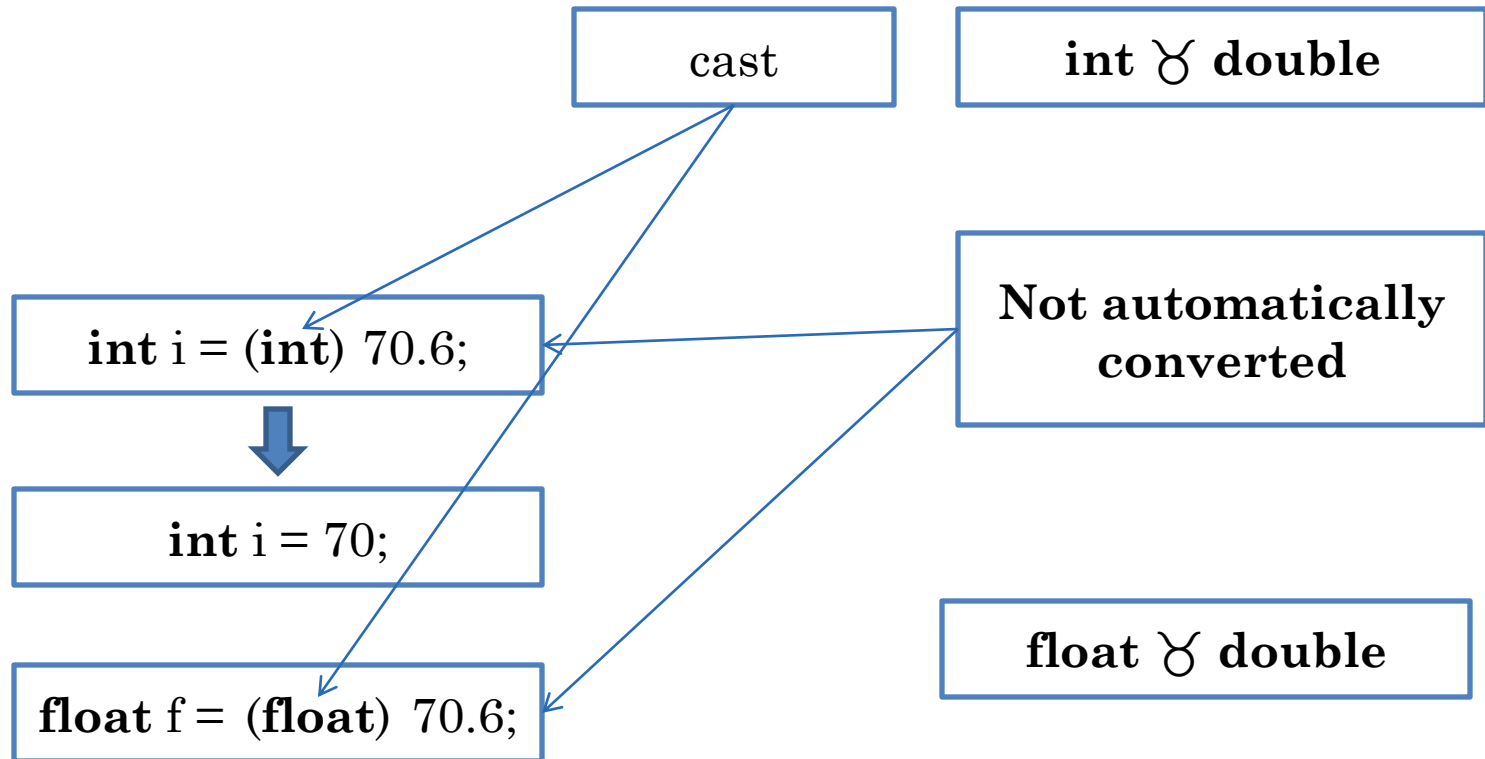 cast
int ♉ double
Not automatically
converted
int i = (int) 70.6;
int i = 70;
float ♉ double
float f = (float) 70.6;